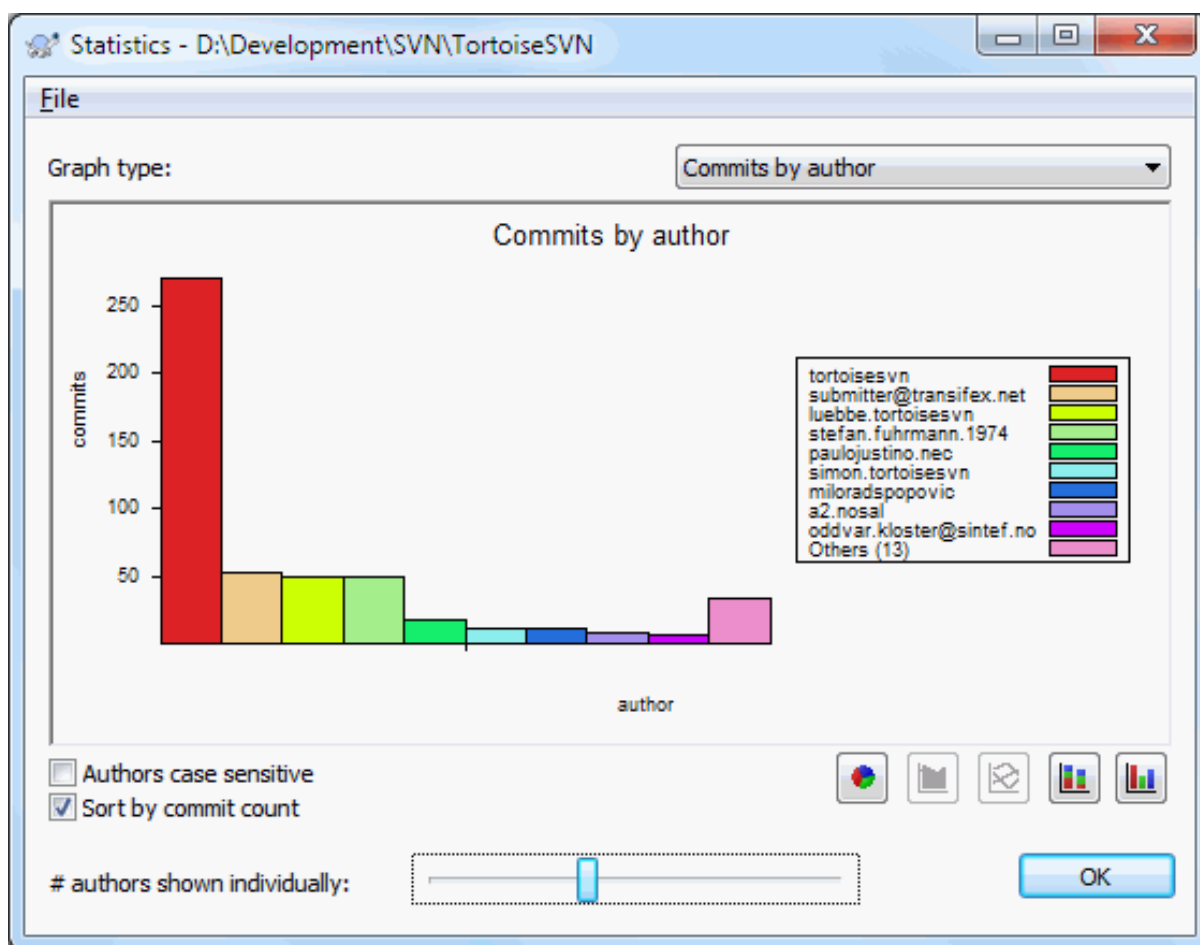 Statistics - D:\Development\SVN\TortoiseSVN
File
Graph type:
Commits by author
Commits by author
250
200
150
100
50
commits
author
tortoisesvn
submitter@transifex.net
luebbe.tortoisesvn
stefan.fuhrmann.1974
paulojustino.nec
simon.tortoisesvn
miloradspopovic
a2.nosal
oddvar.kloster@sintef.no
Others (13)
Authors case sensitive
Sort by commit count
# authors shown individually:
OK